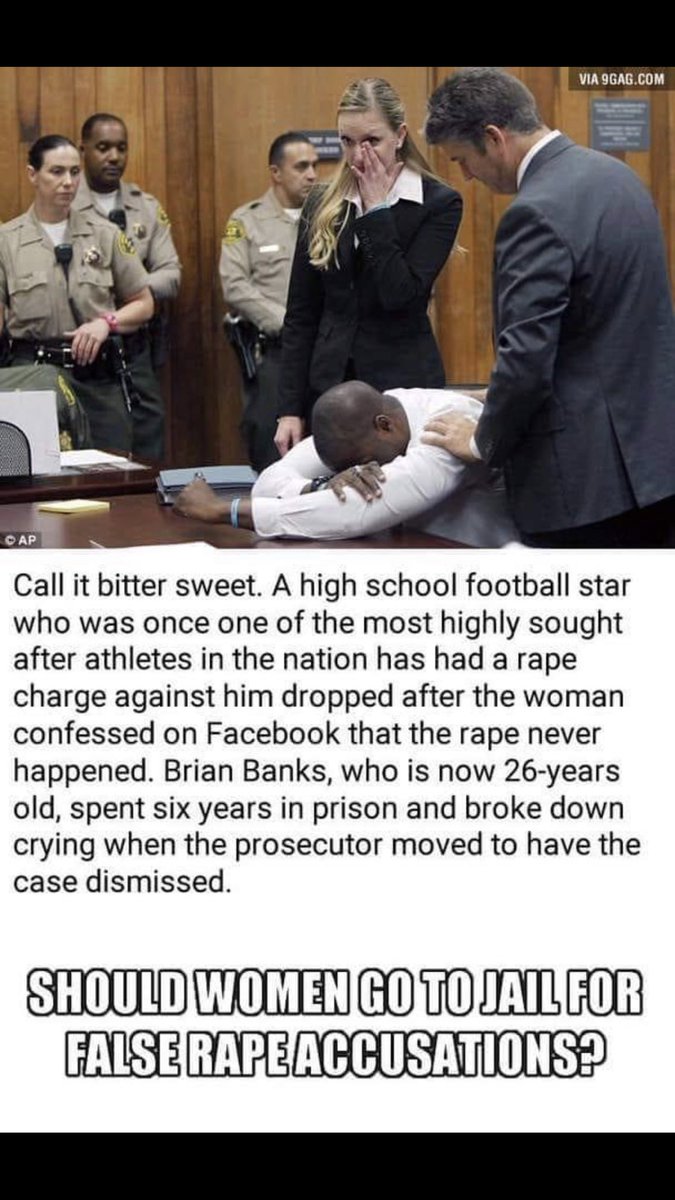 VIA 9GAG.COM
© AP
Call it bitter sweet. A high school football star
who was once one of the most highly sought
after athletes in the nation has had a rape
charge against him dropped after the woman
confessed on Facebook that the rape never
happened. Brian Banks, who is now 26-years
old, spent six years in prison and broke down
crying when the prosecutor moved to have the
case dismissed.
SHOULD WOMEN GO TO JAIL FOR
FALSE RAPE ACCUSATIONS?